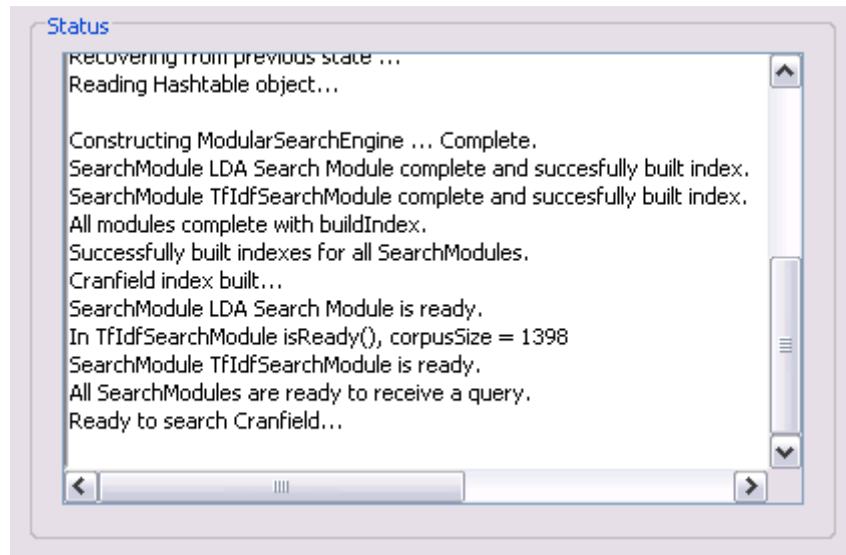 Status
Recovering from previous state ...
Reading Hashtable object...
Constructing ModularSearchEngine ... Complete.
SearchModule LDA Search Module complete and succesfully built index.
SearchModule TfIdfSearchModule complete and succesfully built index.
All modules complete with buildIndex.
Successfully built indexes for all SearchModules.
Cranfield index built...
SearchModule LDA Search Module is ready.
In TfIdfSearchModule isReady(), corpusSize = 1398
SearchModule TfIdfSearchModule is ready.
All SearchModules are ready to receive a query.
Ready to search Cranfield...